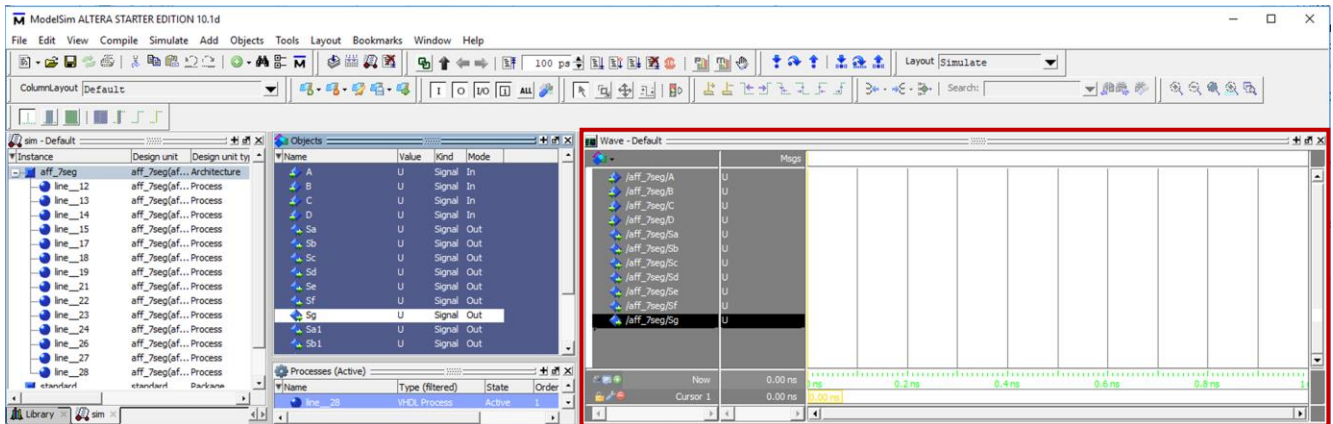 ModelSim ALTERA STARTER EDITION 10.1d
File Edit View Compile Simulate Add Objects Tools Layout Bookmarks Window Help
100 ps
Layout Simulate
ColumnLayout Default
I O I/O ALL
Search:
sim - Default
Instance Design unit Design unit ty
aff_7seg aff_7seg(af... Architecture
line__12 aff_7seg(af... Process
line__13 aff_7seg(af... Process
line__14 aff_7seg(af... Process
line__15 aff_7seg(af... Process
line__17 aff_7seg(af... Process
line__18 aff_7seg(af... Process
line__19 aff_7seg(af... Process
line__21 aff_7seg(af... Process
line__22 aff_7seg(af... Process
line__23 aff_7seg(af... Process
line__24 aff_7seg(af... Process
line__26 aff_7seg(af... Process
line__27 aff_7seg(af... Process
line__28 aff_7seg(af... Process
standard standard Package
Library sim
Objects
Name Value Kind Mode
A U Signal In
B U Signal In
C U Signal In
D U Signal In
Sa U Signal Out
Sb U Signal Out
Sc U Signal Out
Sd U Signal Out
Se U Signal Out
Sf U Signal Out
Sg U Signal Out
Sa1 U Signal Out
Sb1 U Signal Out
Processes (Active)
Name Type (filtered) State Order
line__28 VHDL Process Active 1
Wave - Default
Msgs
/aff_7seg/A U
/aff_7seg/B U
/aff_7seg/C U
/aff_7seg/D U
/aff_7seg/Sa U
/aff_7seg/Sb U
/aff_7seg/Sc U
/aff_7seg/Sd U
/aff_7seg/Se U
/aff_7seg/Sf U
/aff_7seg/Sg U
Now 0.00 ns ns 0.2 ns 0.4 ns 0.6 ns 0.8 ns 1
Cursor 1 0.00 ns 0.00 ns